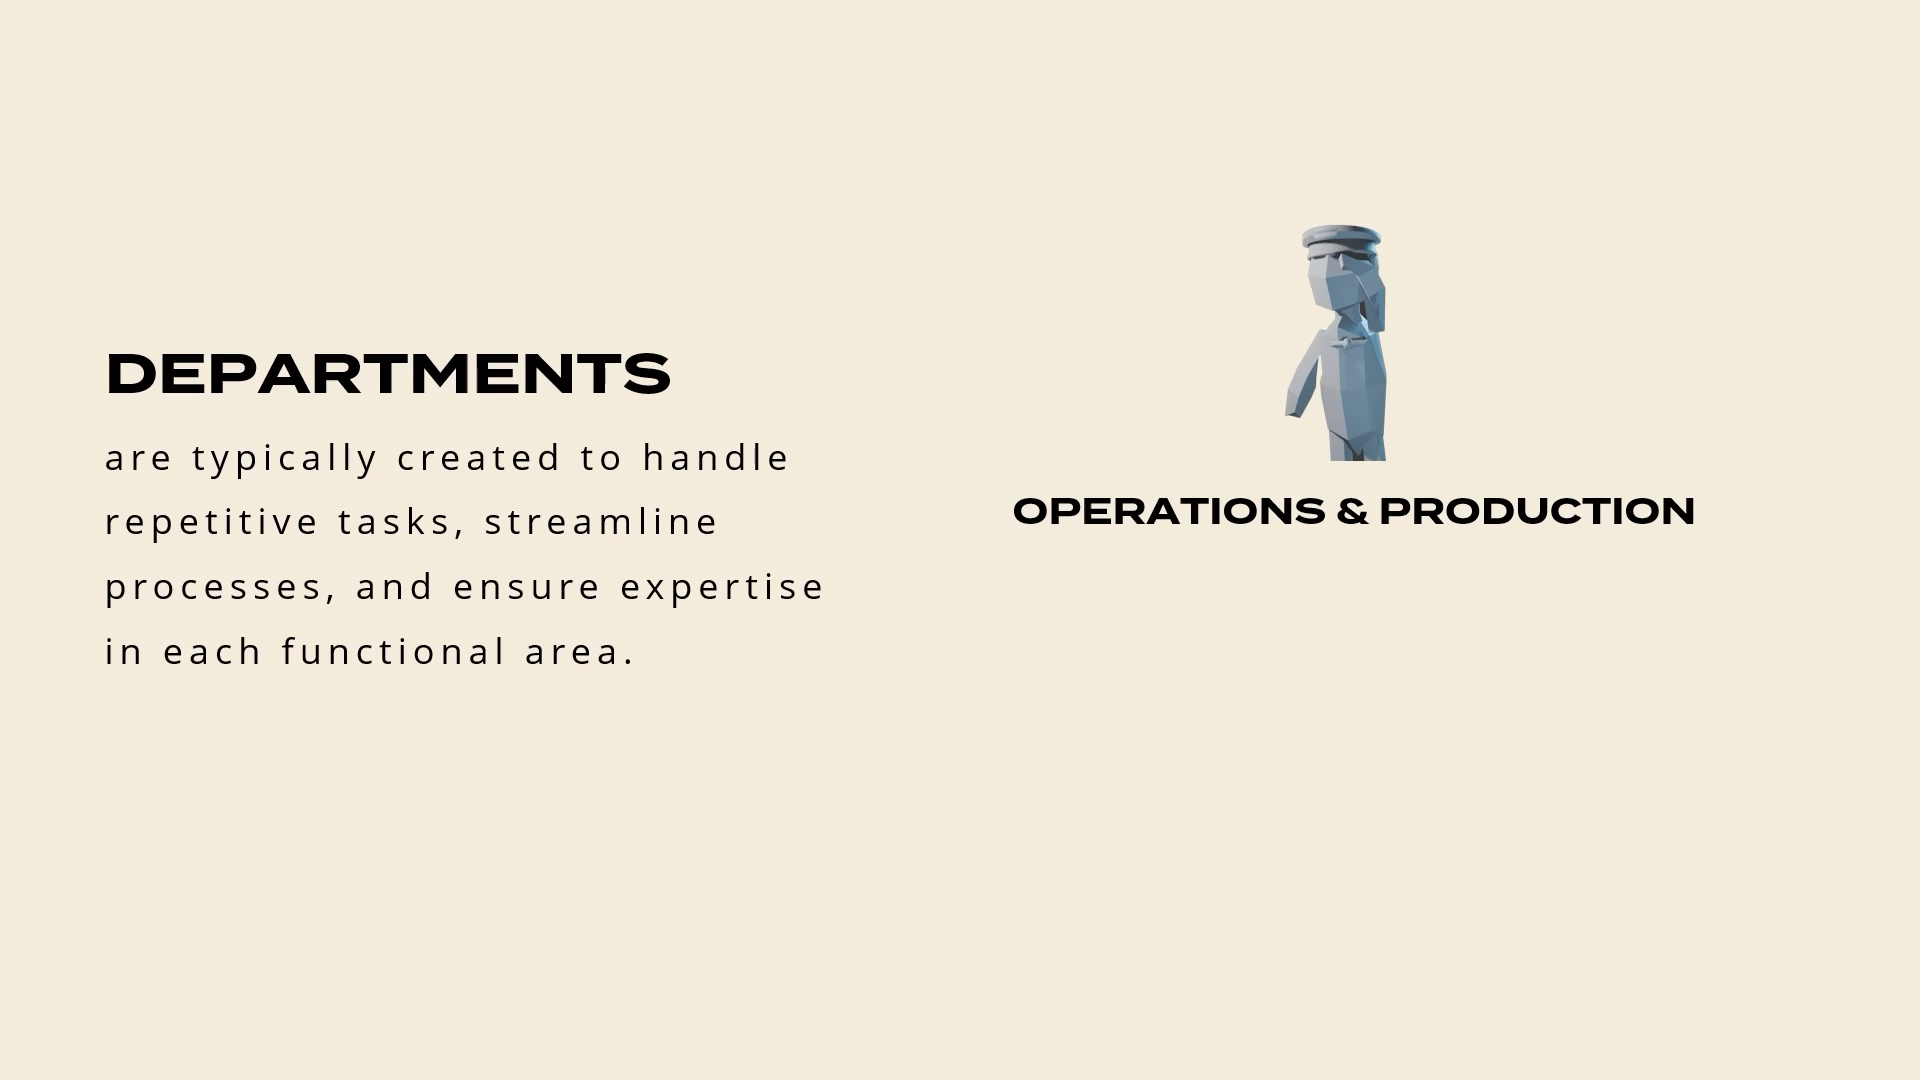 DEPARTMENTS
are typically created to handle
repetitive tasks, streamline
processes, and ensure expertise
in each functional area.
OPERATIONS & PRODUCTION